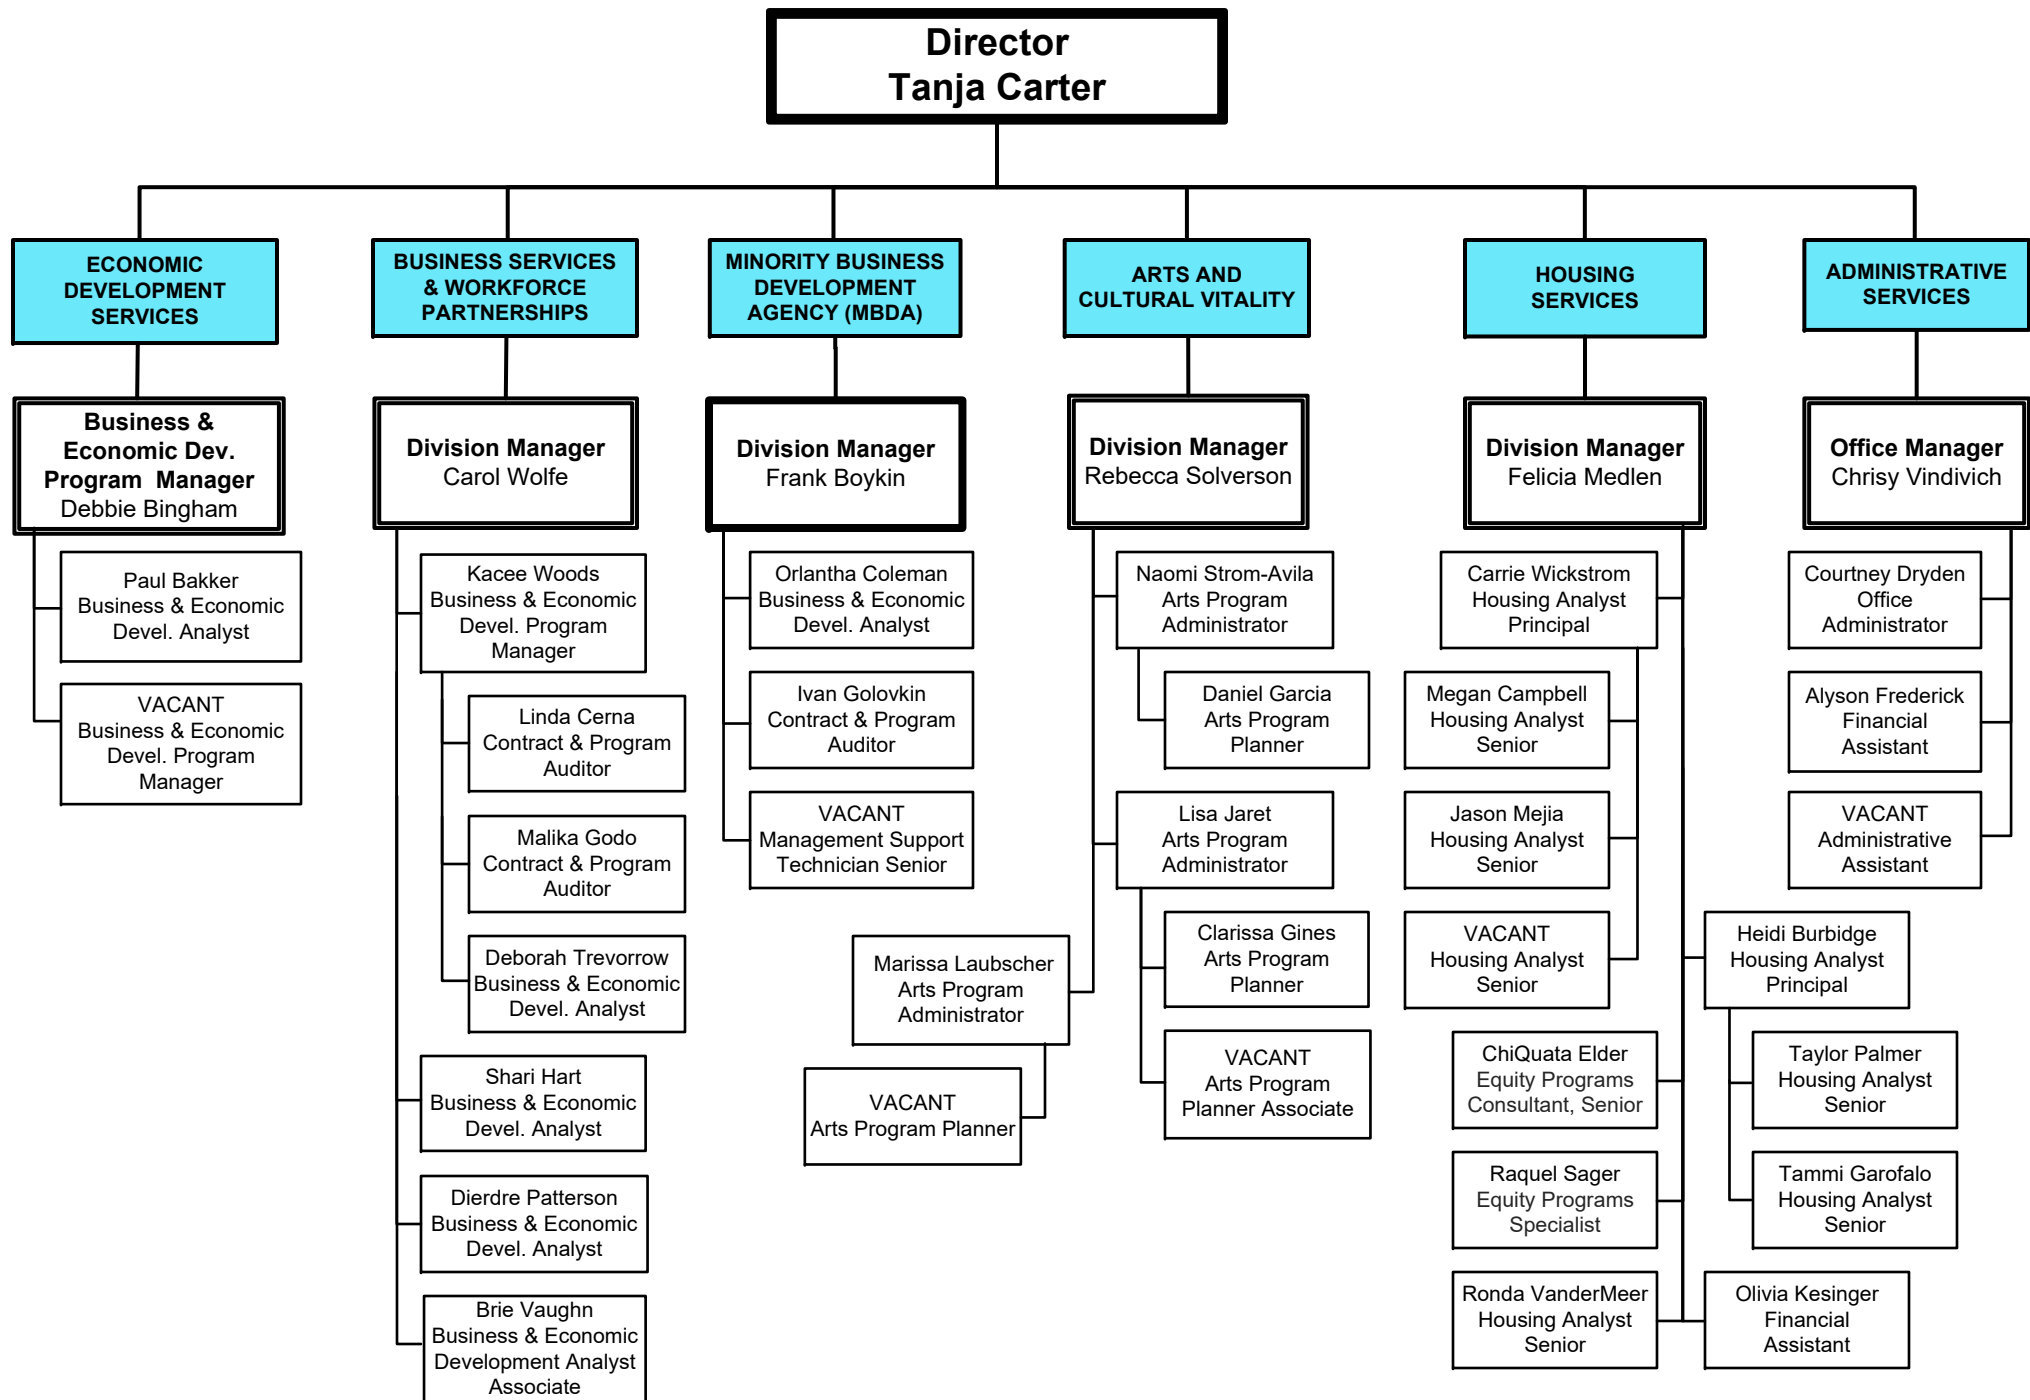 Director
Tanja Carter
ECONOMIC
DEVELOPMENT
SERVICES
Business &
Economic Dev.
Program Manager
Debbie Bingham
Paul Bakker
Business & Economic
Devel. Analyst
VACANT
Business & Economic
Devel. Program
Manager
BUSINESS SERVICES
& WORKFORCE
PARTNERSHIPS
Division Manager
Carol Wolfe
Kacee Woods
Business & Economic
Devel. Program
Manager
Linda Cerna
Contract & Program
Auditor
Malika Godo
Contract & Program
Auditor
Deborah Trevorrow
Business & Economic
Devel. Analyst
Shari Hart
Business & Economic
Devel. Analyst
Dierdre Patterson
Business & Economic
Devel. Analyst
Brie Vaughn
Business & Economic
Development Analyst
Associate
MINORITY BUSINESS
DEVELOPMENT
AGENCY (MBDA)
Division Manager
Frank Boykin
Orlantha Coleman
Business & Economic
Devel. Analyst
Ivan Golovkin
Contract & Program
Auditor
VACANT
Management Support
Technician Senior
ARTS AND
CULTURAL VITALITY
Division Manager
Rebecca Solverson
Naomi Strom-Avila
Arts Program
Administrator
Daniel Garcia
Arts Program
Planner
Lisa Jaret
Arts Program
Administrator
Clarissa Gines
Arts Program
Planner
VACANT
Arts Program
Planner Associate
Marissa Laubscher
Arts Program
Administrator
VACANT
Arts Program Planner
HOUSING
SERVICES
Division Manager
Felicia Medlen
Carrie Wickstrom
Housing Analyst
Principal
Megan Campbell
Housing Analyst
Senior
Jason Mejia
Housing Analyst
Senior
VACANT
Housing Analyst
Senior
Heidi Burbidge
Housing Analyst
Principal
Taylor Palmer
Housing Analyst
Senior
Tammi Garofalo
Housing Analyst
Senior
ChiQuata Elder
Equity Programs
Consultant, Senior
Raquel Sager
Equity Programs
Specialist
Ronda VanderMeer
Housing Analyst
Senior
Olivia Kesinger
Financial
Assistant
ADMINISTRATIVE
SERVICES
Office Manager
Chrisy Vindivich
Courtney Dryden
Office
Administrator
Alyson Frederick
Financial
Assistant
VACANT
Administrative
Assistant